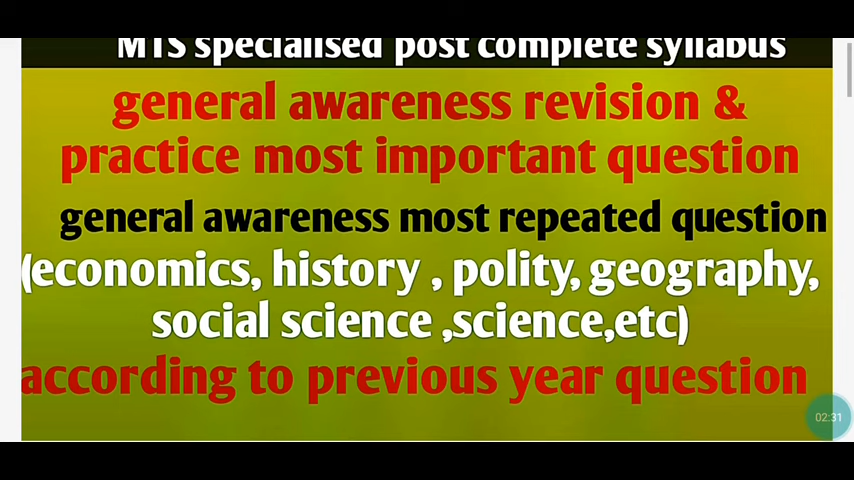 MTS specialised post complete syllabus
general awareness revision &
practice most important question
general awareness most repeated question
(economics, history , polity, geography,
social science ,science,etc)
according to previous year question
02:31